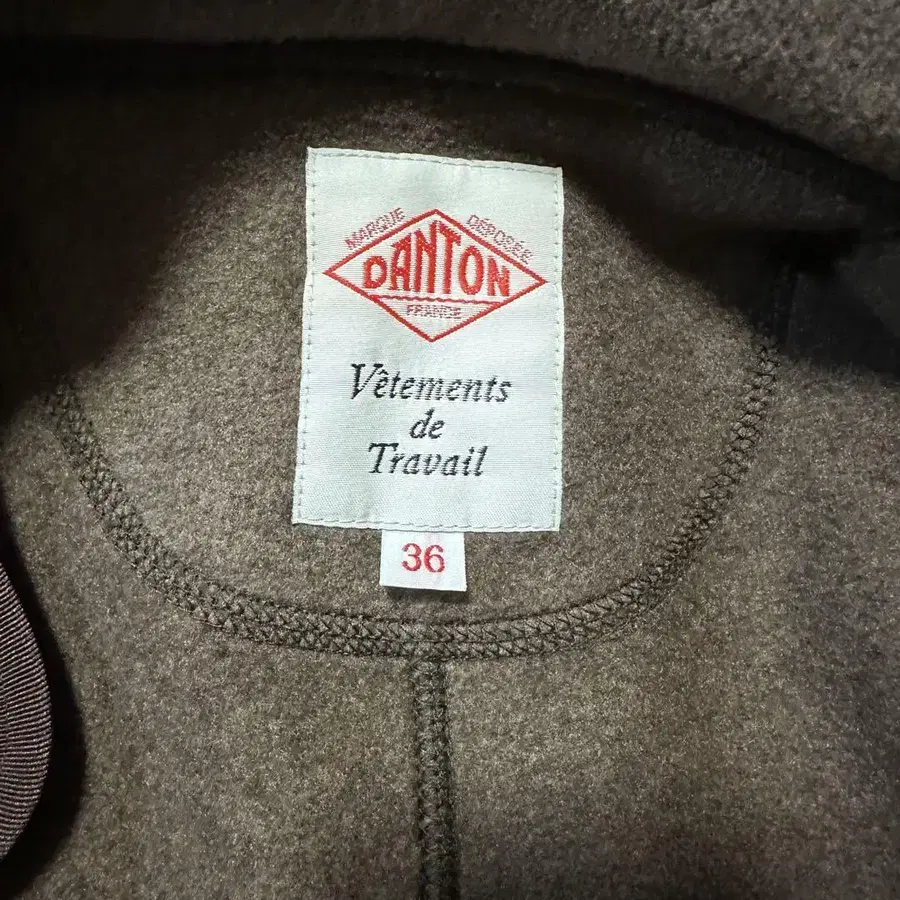 MARQUE DÉPOSÉE
DANTON
FRANCE
Vêtements
de
Travail
36